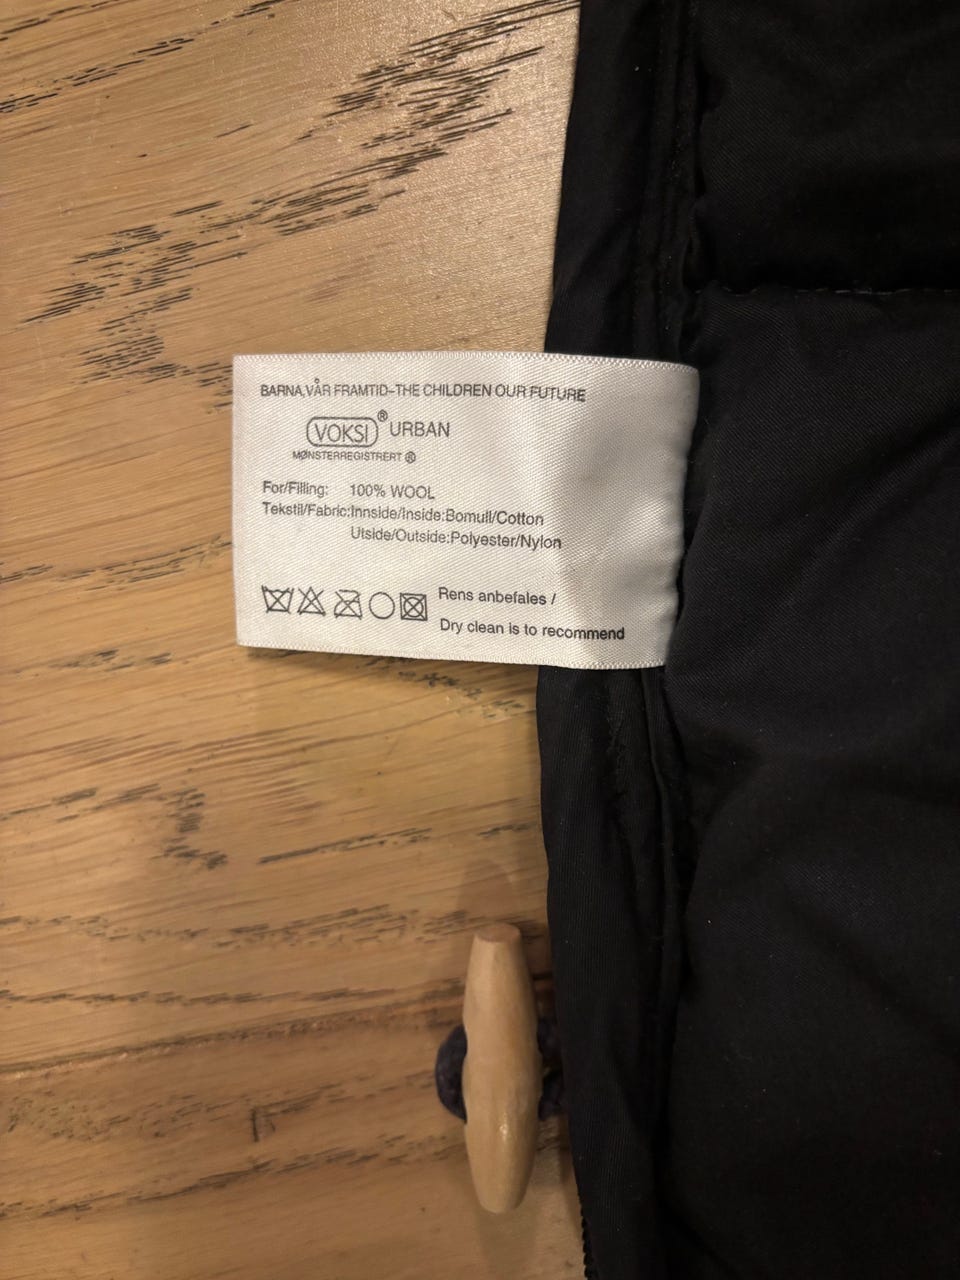 BARNA,VÅR FRAMTID-THE CHILDREN OUR FUTURE
VOKSI® URBAN
MØNSTERREGISTRERT ®
For/Filling: 100% WOOL
Tekstil/Fabric:Innside/Inside:Bomull/Cotton
Utside/Outside:Polyester/Nylon
Rens anbefales /
Dry clean is to recommend